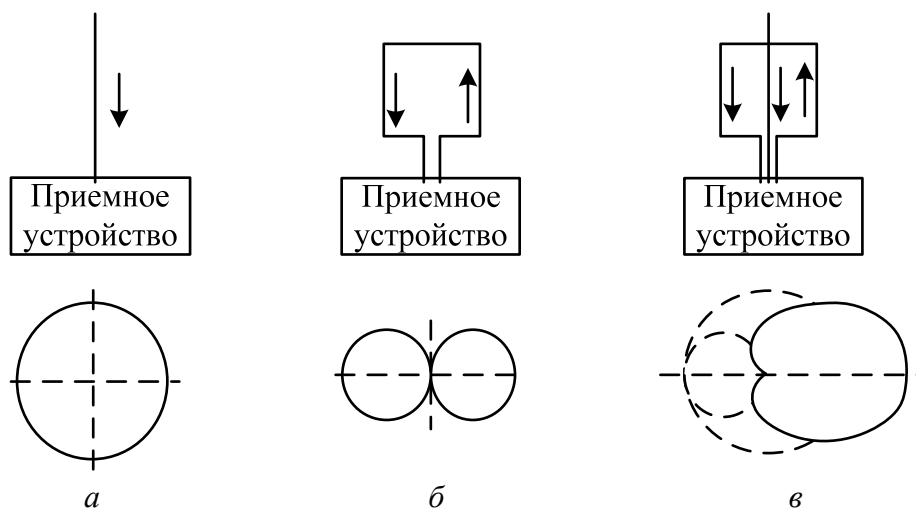 Приемное
устройство
Приемное
устройство
Приемное
устройство
а
б
в